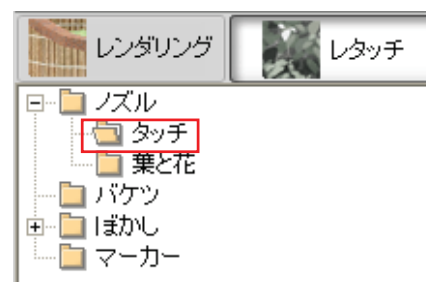 レンダリング レタッチ
ノズル
タッチ
葉と花
バケツ
ぼかし
マーカー